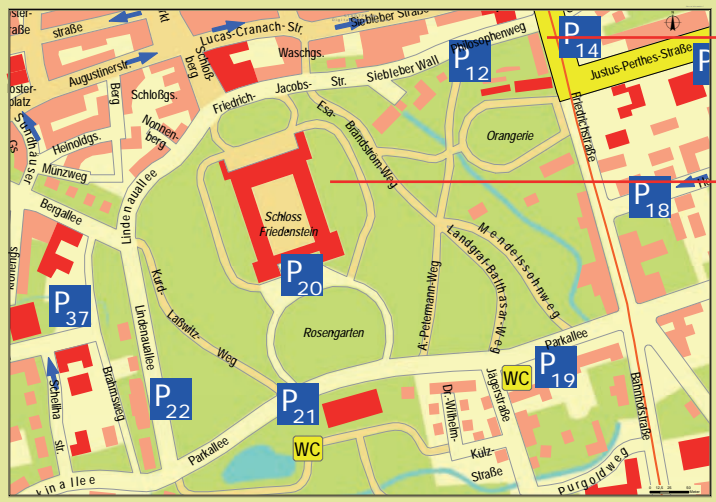 straße
Lucas-Cranach-Str.
Siebleber Straße
Augustinerstr.
Schloß-
berg
Waschgs.
Philosophenweg
P 14
Justus-Perthes-Straße
P
P 12
Siebleber Wall
Berg
Schloßgs.
Friedrich-
Jacobs-
Str.
Esa-
Brandström-Weg
Orangerie
Friedrichstraße
platz
Nonnen-
berg
Heinoldgs.
Münzweg
Lindenauallee
P 18
Bergallee
Schloss
Friedenstein
Mendelssohnweg
Landgraf-Balthasar-Weg
A.-Petermann-Weg
P 20
Kurd-
Laßwitz-
Weg
P 37
Lindenauallee
Rosengarten
Parkallee
P 19
WC
Jägerstraße
Bahnhofstraße
Brahmsweg
P 22
P 21
Dr.-Wilhelm-
Külz-
Straße
str.
Parkallee
WC
Purgoldweg